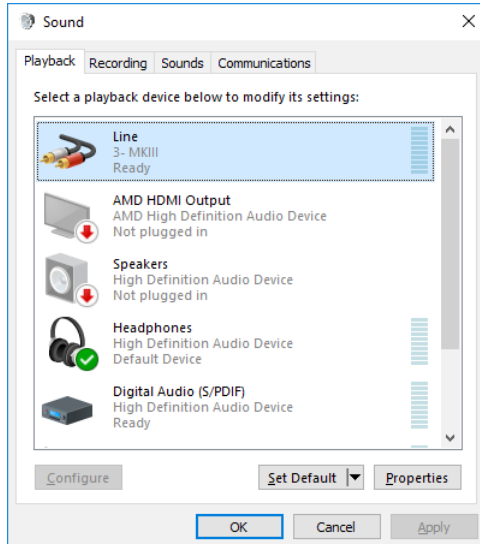 Sound
Playback Recording Sounds Communications
Select a playback device below to modify its settings:
Line
3- MKIII
Ready
AMD HDMI Output
AMD High Definition Audio Device
Not plugged in
Speakers
High Definition Audio Device
Not plugged in
Headphones
High Definition Audio Device
Default Device
Digital Audio (S/PDIF)
High Definition Audio Device
Ready
Configure Set Default Properties
OK Cancel Apply